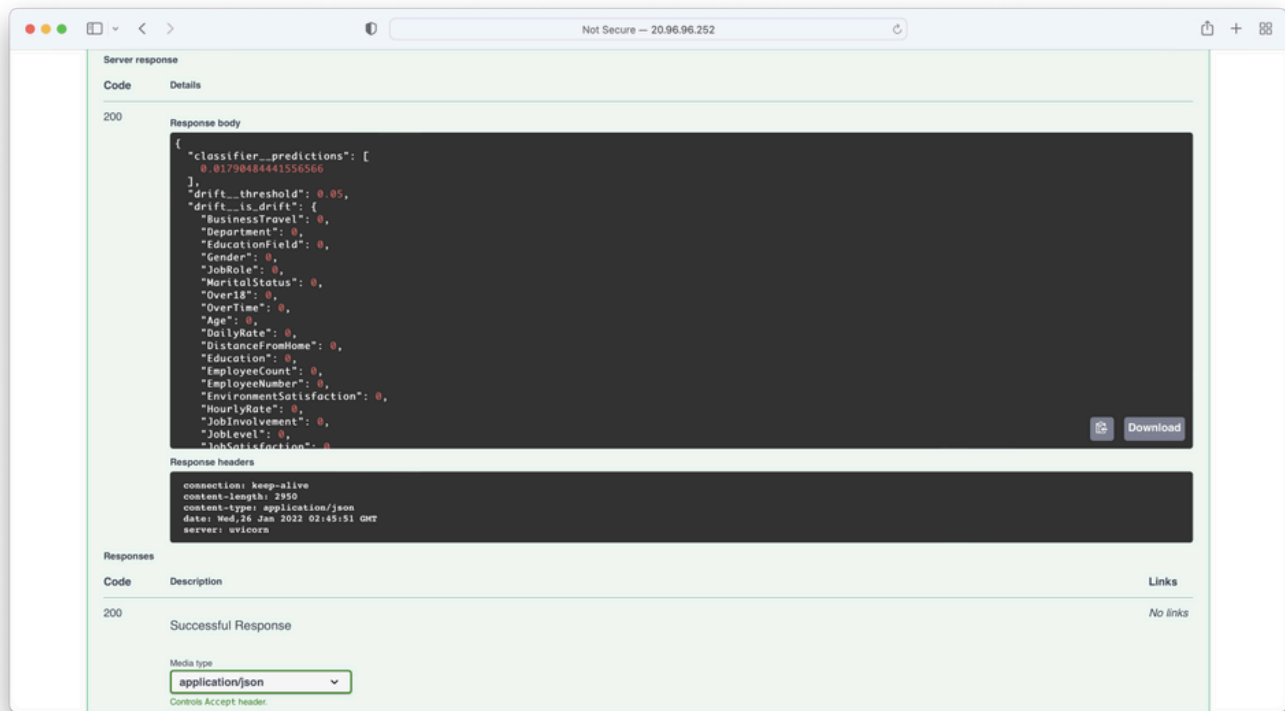 Not Secure — 20.96.96.252
Server response
Code Details
200
Response body
{
"classifier__predictions": [
0.01790484441556566
],
"drift__threshold": 0.05,
"drift__is_drift": {
"BusinessTravel": 0,
"Department": 0,
"EducationField": 0,
"Gender": 0,
"JobRole": 0,
"MaritalStatus": 0,
"Over18": 0,
"OverTime": 0,
"Age": 0,
"DailyRate": 0,
"DistanceFromHome": 0,
"Education": 0,
"EmployeeCount": 0,
"EmployeeNumber": 0,
"EnvironmentSatisfaction": 0,
"HourlyRate": 0,
"JobInvolvement": 0,
"JobLevel": 0,
"JobSatisfaction": 0
Download
Response headers
connection: keep-alive
content-length: 2950
content-type: application/json
date: Wed,26 Jan 2022 02:45:51 GMT
server: uvicorn
Responses
Code Description Links
200 No links
Successful Response
Media type
application/json
Controls Accept header.